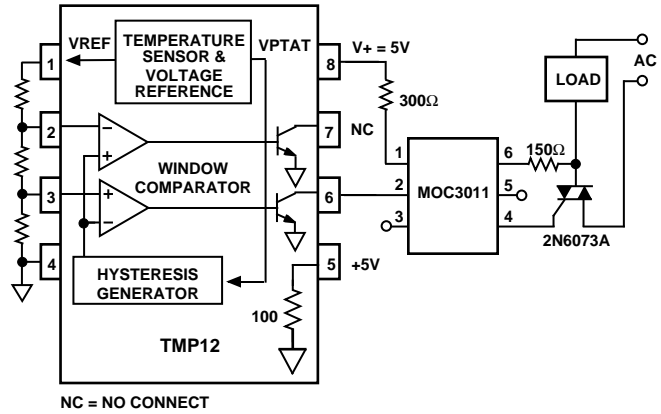 VREF
TEMPERATURE
SENSOR &
VOLTAGE
REFERENCE
VPTAT
V+ = 5V
1
8
AC
LOAD
300Ω
2
7
NC
WINDOW
COMPARATOR
1
6
150Ω
MOC3011
3
6
2
5
3
4
2N6073A
4
5
+5V
HYSTERESIS
GENERATOR
100
TMP12
NC = NO CONNECT